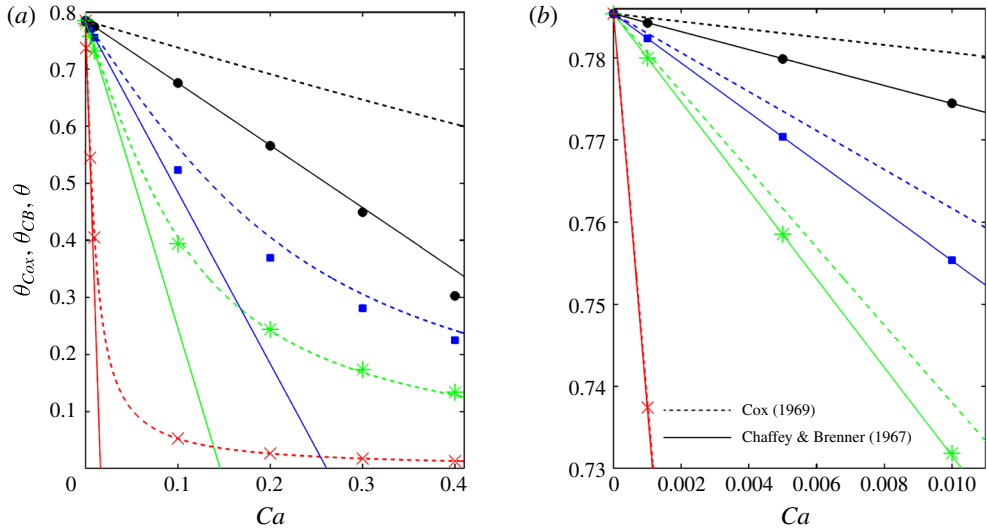 (a)
0.8
0.7
0.6
0.5
0.4
0.3
0.2
0.1
θCox, θCB, θ
0 0.1 0.2 0.3 0.4
Ca
(b)
0.78
0.77
0.76
0.75
0.74
0.73
Cox (1969)
Chaffey & Brenner (1967)
0 0.002 0.004 0.006 0.008 0.010
Ca